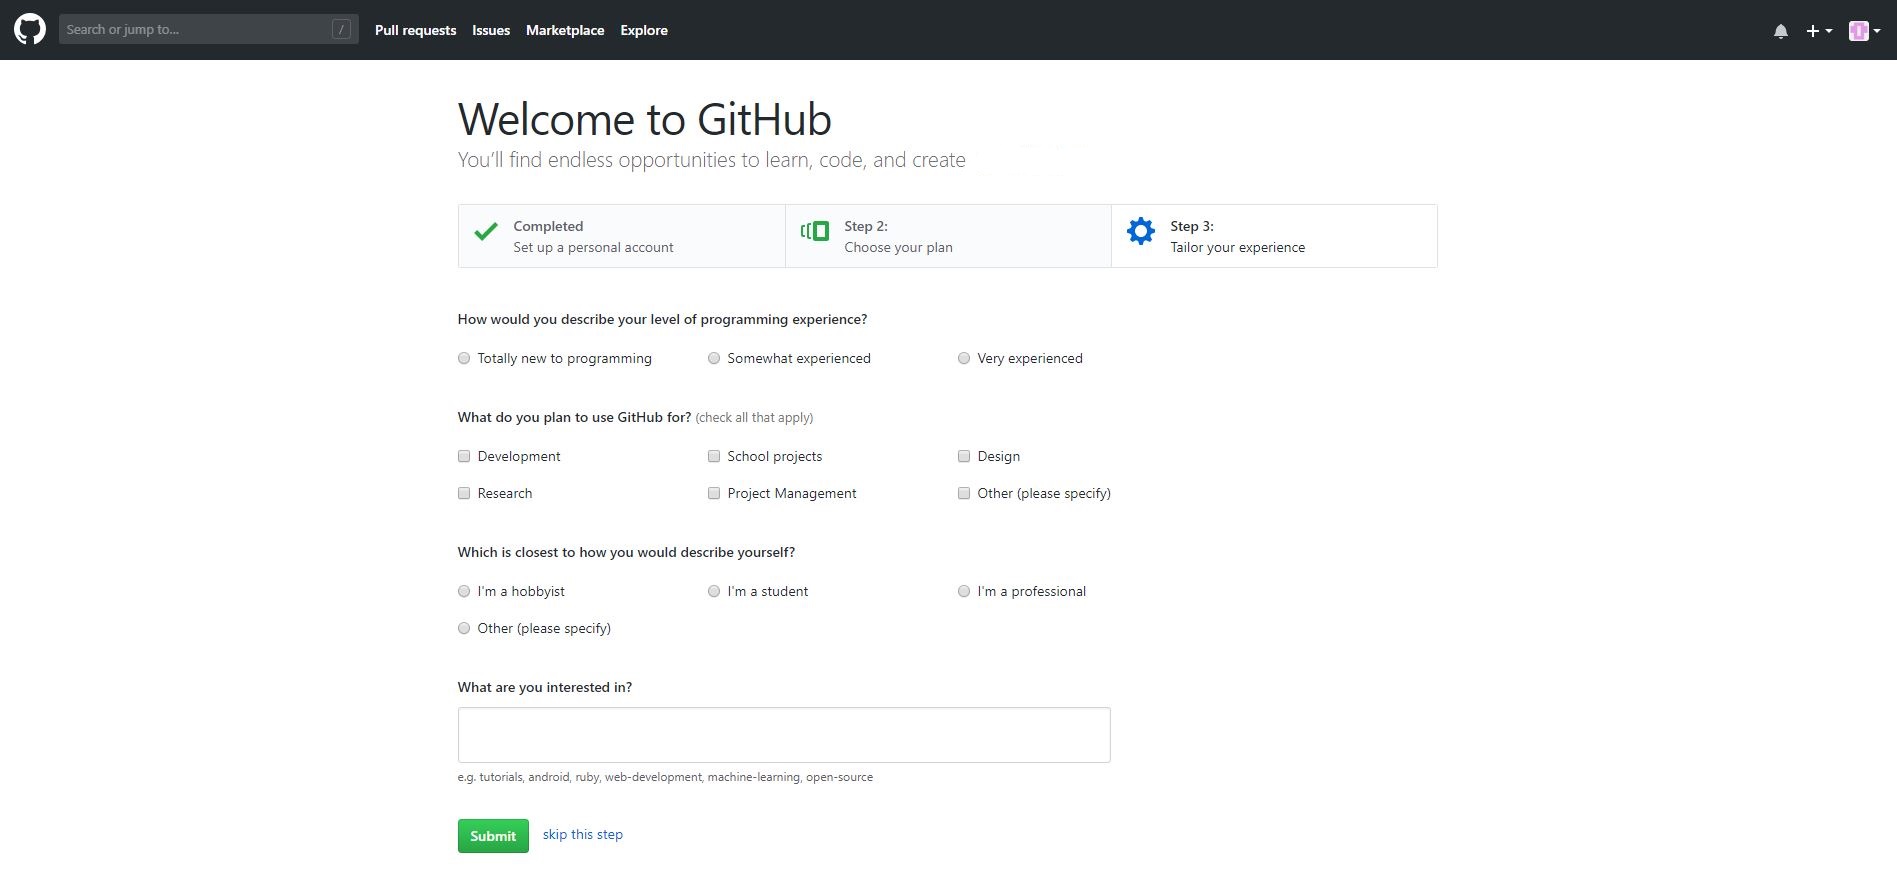 Search or jump to... /
Pull requests Issues Marketplace Explore
Welcome to GitHub
You'll find endless opportunities to learn, code, and create
Completed
Set up a personal account
Step 2:
Choose your plan
Step 3:
Tailor your experience
How would you describe your level of programming experience?
Totally new to programming Somewhat experienced Very experienced
What do you plan to use GitHub for? (check all that apply)
Development School projects Design
Research Project Management Other (please specify)
Which is closest to how you would describe yourself?
I'm a hobbyist I'm a student I'm a professional
Other (please specify)
What are you interested in?
e.g. tutorials, android, ruby, web-development, machine-learning, open-source
Submit skip this step